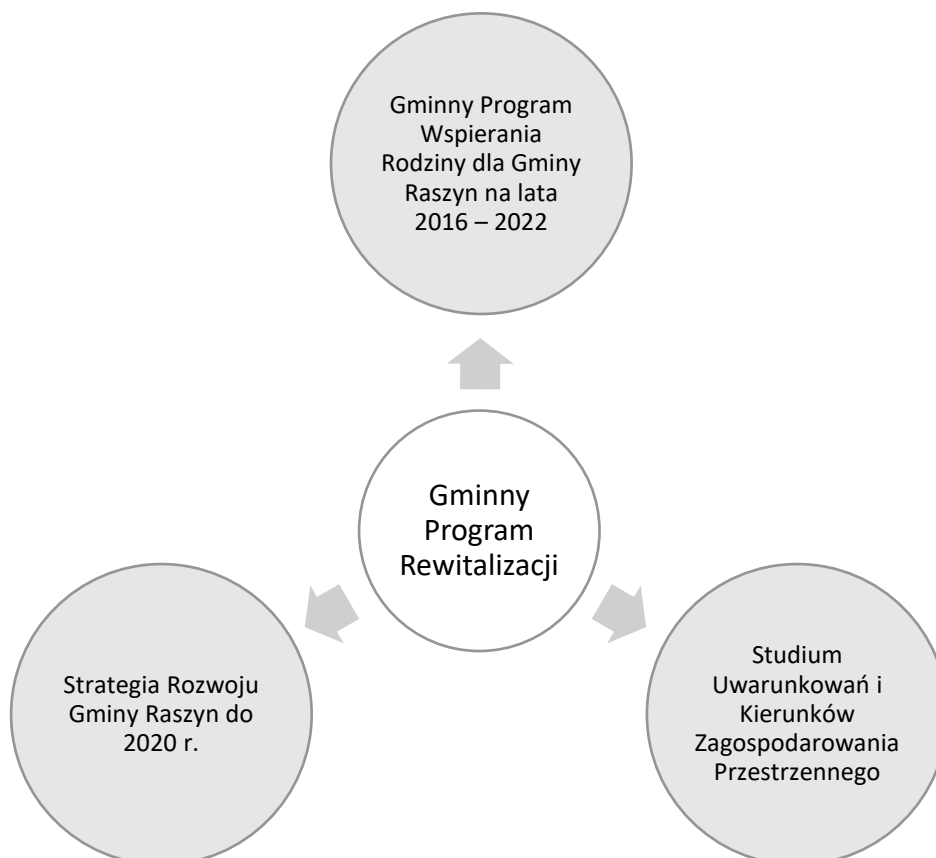 Gminny Program
Wspierania
Rodziny dla Gminy
Raszyn na lata
2016 – 2022
Gminny
Program
Rewitalizacji
Strategia Rozwoju
Gminy Raszyn do
2020 r.
Studium
Uwarunkowań i
Kierunków
Zagospodarowania
Przestrzennego